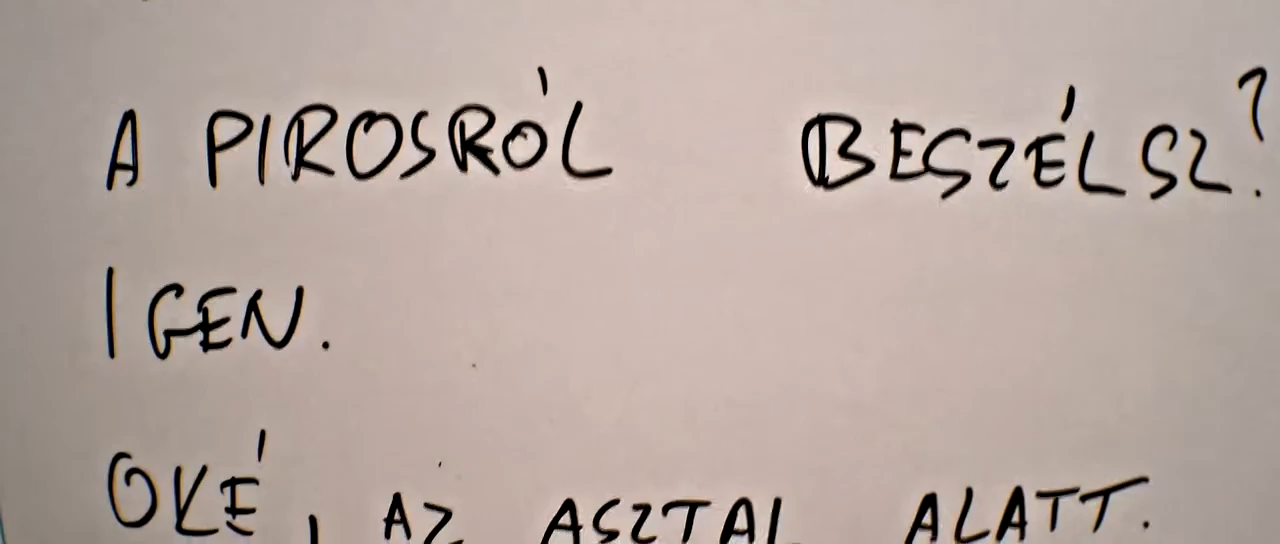 A PIROSRÓL BESZÉLSZ?
IGEN.
OKÉ, AZ ASZTAL ALATT.